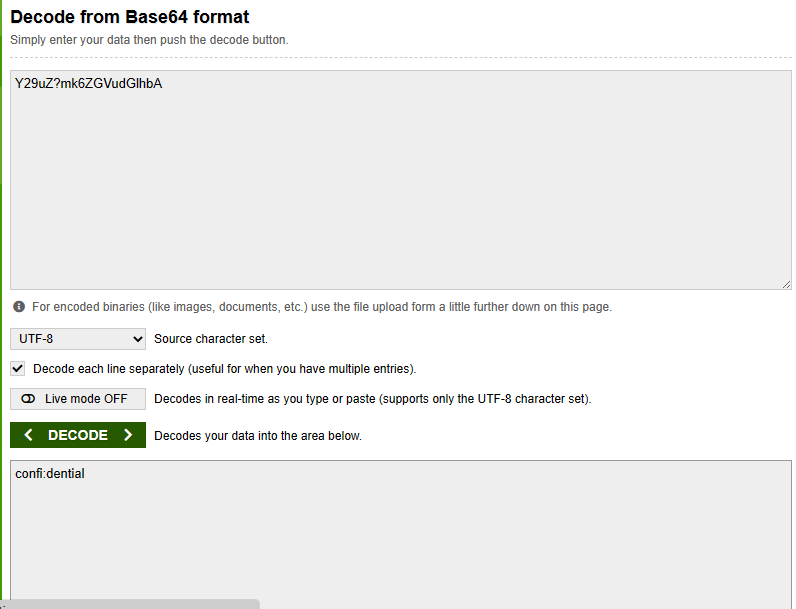 Decode from Base64 format
Simply enter your data then push the decode button.
Y29uZ?mk6ZGVudGlhbA
For encoded binaries (like images, documents, etc.) use the file upload form a little further down on this page.
UTF-8 Source character set.
Decode each line separately (useful for when you have multiple entries).
Live mode OFF Decodes in real-time as you type or paste (supports only the UTF-8 character set).
< DECODE > Decodes your data into the area below.
confi:dential